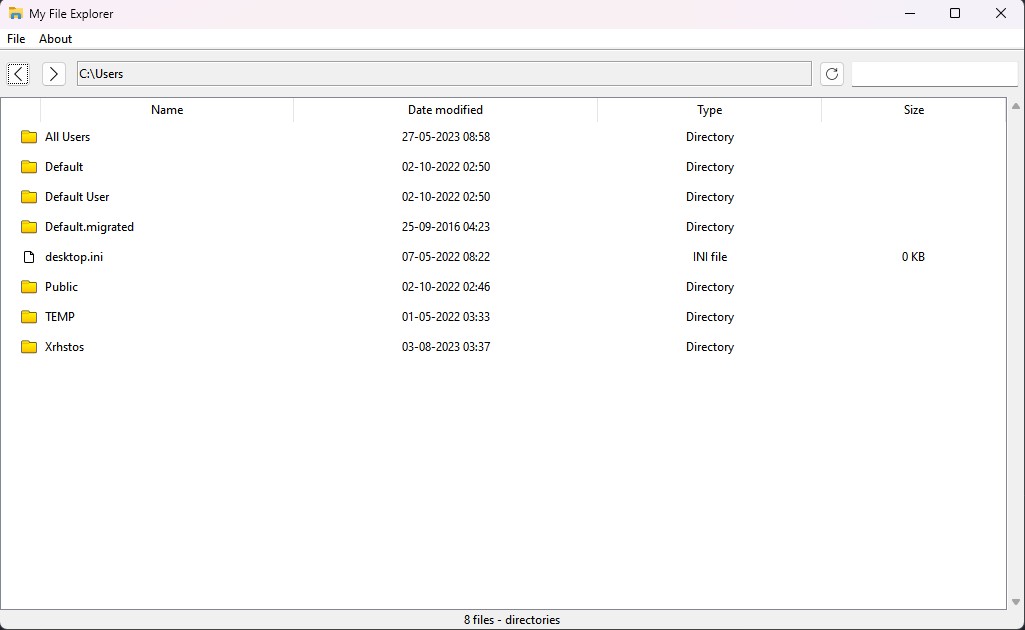 My File Explorer
File About
C:\Users
Name Date modified Type Size
All Users 27-05-2023 08:58 Directory
Default 02-10-2022 02:50 Directory
Default User 02-10-2022 02:50 Directory
Default.migrated 25-09-2016 04:23 Directory
desktop.ini 07-05-2022 08:22 INI file 0 KB
Public 02-10-2022 02:46 Directory
TEMP 01-05-2022 03:33 Directory
Xrhstos 03-08-2023 03:37 Directory
8 files - directories